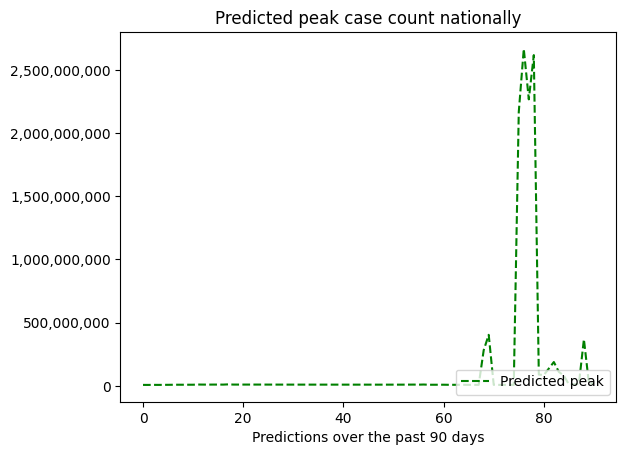 Predicted peak case count nationally
2,500,000,000
2,000,000,000
1,500,000,000
1,000,000,000
500,000,000
0
Predicted peak
0 20 40 60 80
Predictions over the past 90 days